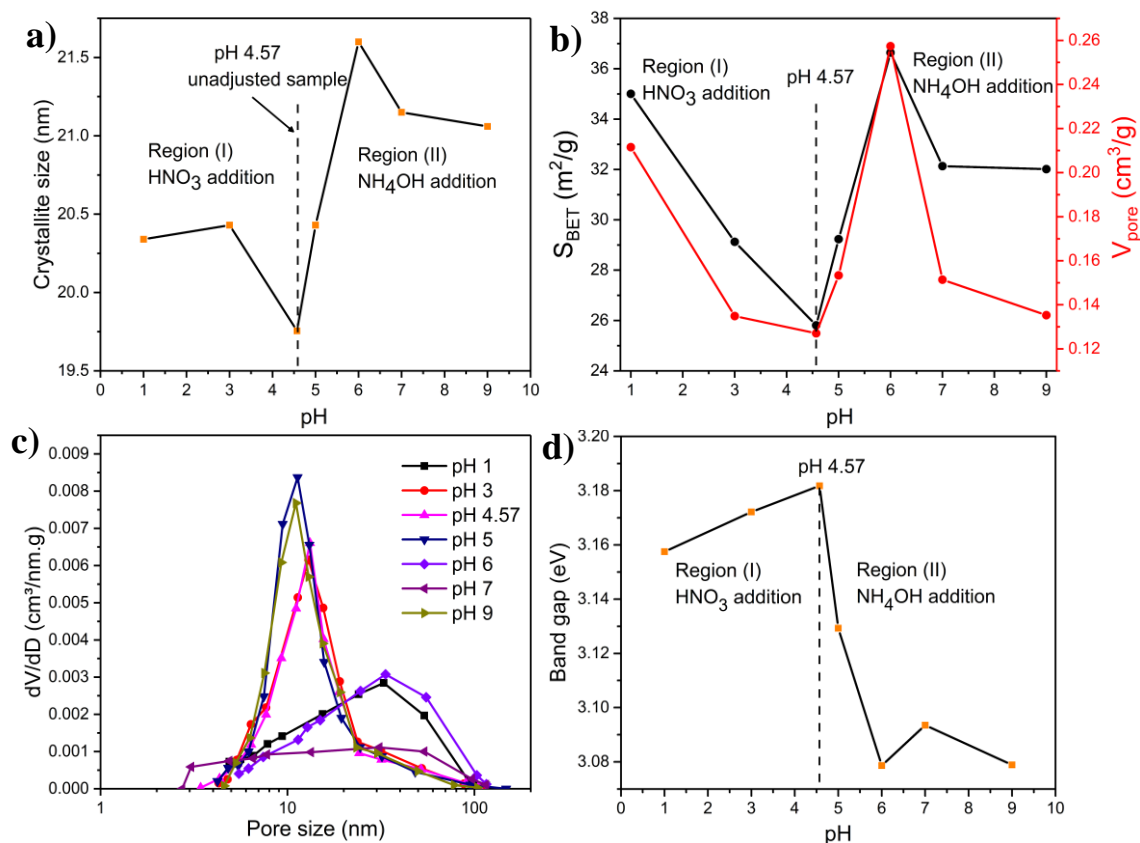 a)
pH 4.57
unadjusted sample
Region (I)
HNO3 addition
Region (II)
NH4OH addition
Crystallite size (nm)
21.5
21.0
20.5
20.0
19.5
0 1 2 3 4 5 6 7 8 9 10
pH
b)
Region (I)
HNO3 addition
pH 4.57
Region (II)
NH4OH addition
SBET (m²/g)
38
36
34
32
30
28
26
24
Vpore (cm³/g)
0.26
0.24
0.22
0.20
0.18
0.16
0.14
0.12
1 2 3 4 5 6 7 8 9
pH
c)
dV/dD (cm³/nm.g)
0.009
0.008
0.007
0.006
0.005
0.004
0.003
0.002
0.001
0.000
pH 1
pH 3
pH 4.57
pH 5
pH 6
pH 7
pH 9
1 10 100
Pore size (nm)
d)
pH 4.57
Region (I)
HNO3 addition
Region (II)
NH4OH addition
Band gap (eV)
3.20
3.18
3.16
3.14
3.12
3.10
3.08
0 1 2 3 4 5 6 7 8 9 10
pH